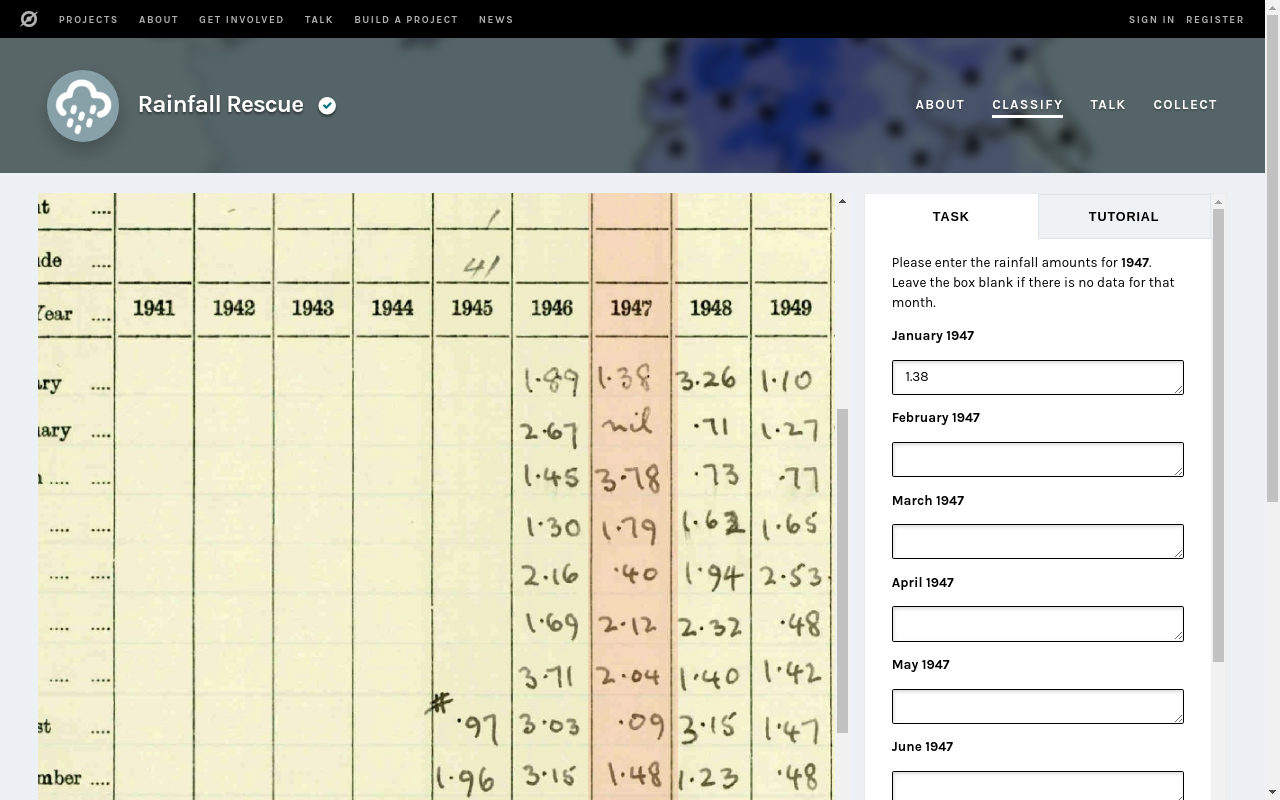 PROJECTS ABOUT GET INVOLVED TALK BUILD A PROJECT NEWS SIGN IN REGISTER
Rainfall Rescue
ABOUT CLASSIFY TALK COLLECT
t ....
/
de ....
41
Year .... 1941 1942 1943 1944 1945 1946 1947 1948 1949
ry .... 1·89 1·38 3·26 1·10
ary .... 2·67 nil ·71 1·27
.... .... 1·45 3·78 ·73 ·77
.... .... 1·30 1·79 1·62 1·65
.... .... 2·16 ·40 1·94 2·53
.... .... 1·69 2·12 2·32 ·48
.... .... 3·71 2·04 1·40 1·42
st .... # ·97 3·03 ·09 3·15 1·47
mber .... 1·96 3·15 1·48 1·23 ·48
TASK
TUTORIAL
Please enter the rainfall amounts for 1947.
Leave the box blank if there is no data for that
month.
January 1947
1.38
February 1947
March 1947
April 1947
May 1947
June 1947